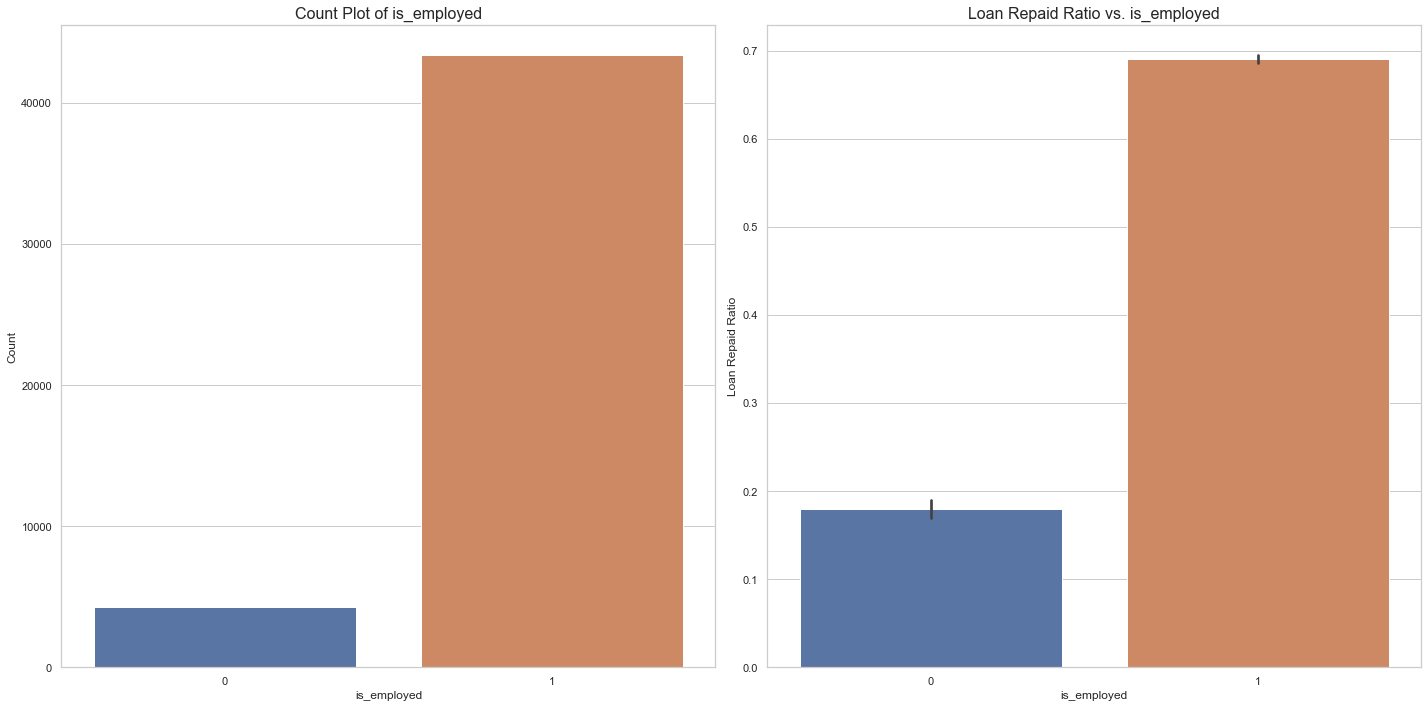 Count Plot of is_employed
Count
40000
30000
20000
10000
0
0 1
is_employed
Loan Repaid Ratio vs. is_employed
Loan Repaid Ratio
0.7
0.6
0.5
0.4
0.3
0.2
0.1
0.0
0 1
is_employed